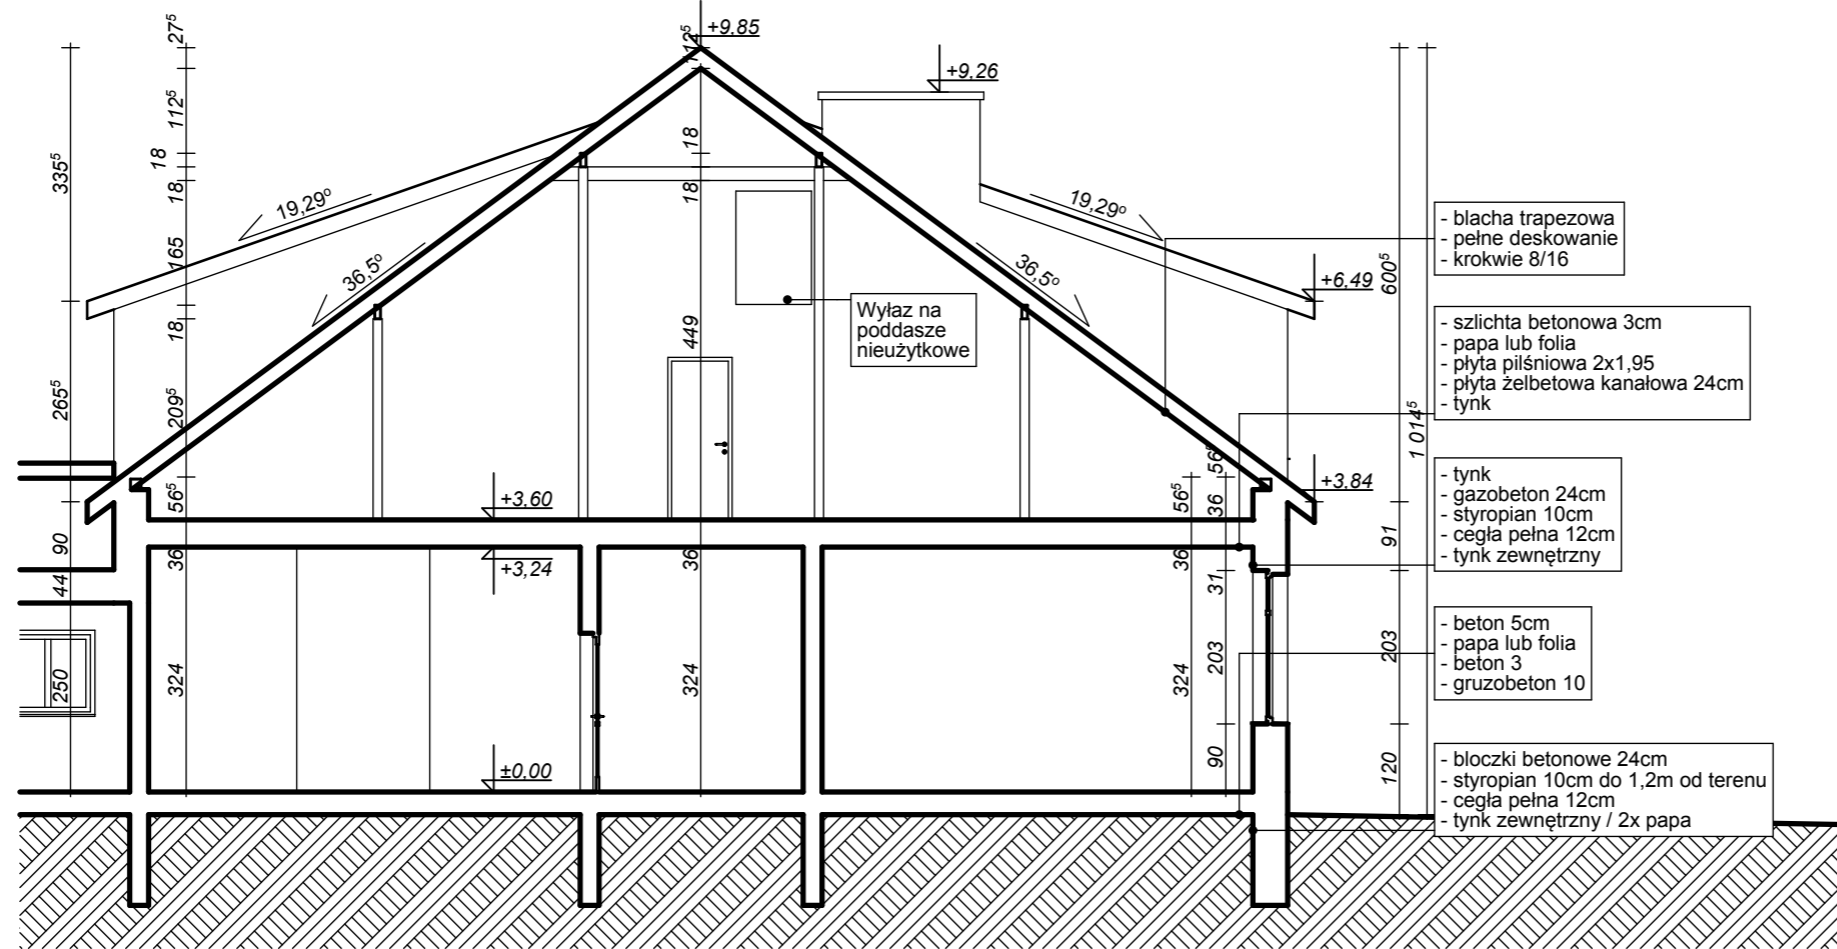 27⁵
112⁵
18
18
165
18
209⁵
56⁵
36
324
335⁵
265⁵
90
44
250
12⁵
+9.85
+9.26
18
18
449
36
324
19,29º
36,5º
36,5º
19,29º
+6,49
+3,84
Wyłaz na
poddasze
nieużytkowe
+3,60
+3,24
±0,00
56⁵
36
324
56⁵
36
31
203
90
600⁵
91
203
120
1 014⁵
- blacha trapezowa
- pełne deskowanie
- krokwie 8/16
- szlichta betonowa 3cm
- papa lub folia
- płyta pilśniowa 2x1,95
- płyta żelbetowa kanałowa 24cm
- tynk
- tynk
- gazobeton 24cm
- styropian 10cm
- cegła pełna 12cm
- tynk zewnętrzny
- beton 5cm
- papa lub folia
- beton 3
- gruzobeton 10
- bloczki betonowe 24cm
- styropian 10cm do 1,2m od terenu
- cegła pełna 12cm
- tynk zewnętrzny / 2x papa